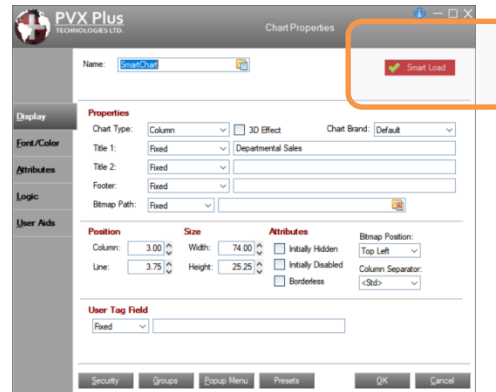 PVX Plus
TECHNOLOGIES LTD.
Chart Properties
Name: SmartChart
Smart Load
Display
Font/Color
Attributes
Logic
User Aids
Properties
Chart Type: Column 3D Effect Chart Brand: Default
Title 1: Fixed Departmental Sales
Title 2: Fixed
Footer: Fixed
Bitmap Path: Fixed
Position Size Attributes Bitmap Position:
Column: 3.00 Width: 74.00 Initially Hidden Top Left
Line: 3.75 Height: 25.25 Initially Disabled Column Separator:
Borderless <Std>
User Tag Field
Fixed
Security Groups Popup Menu Presets OK Cancel